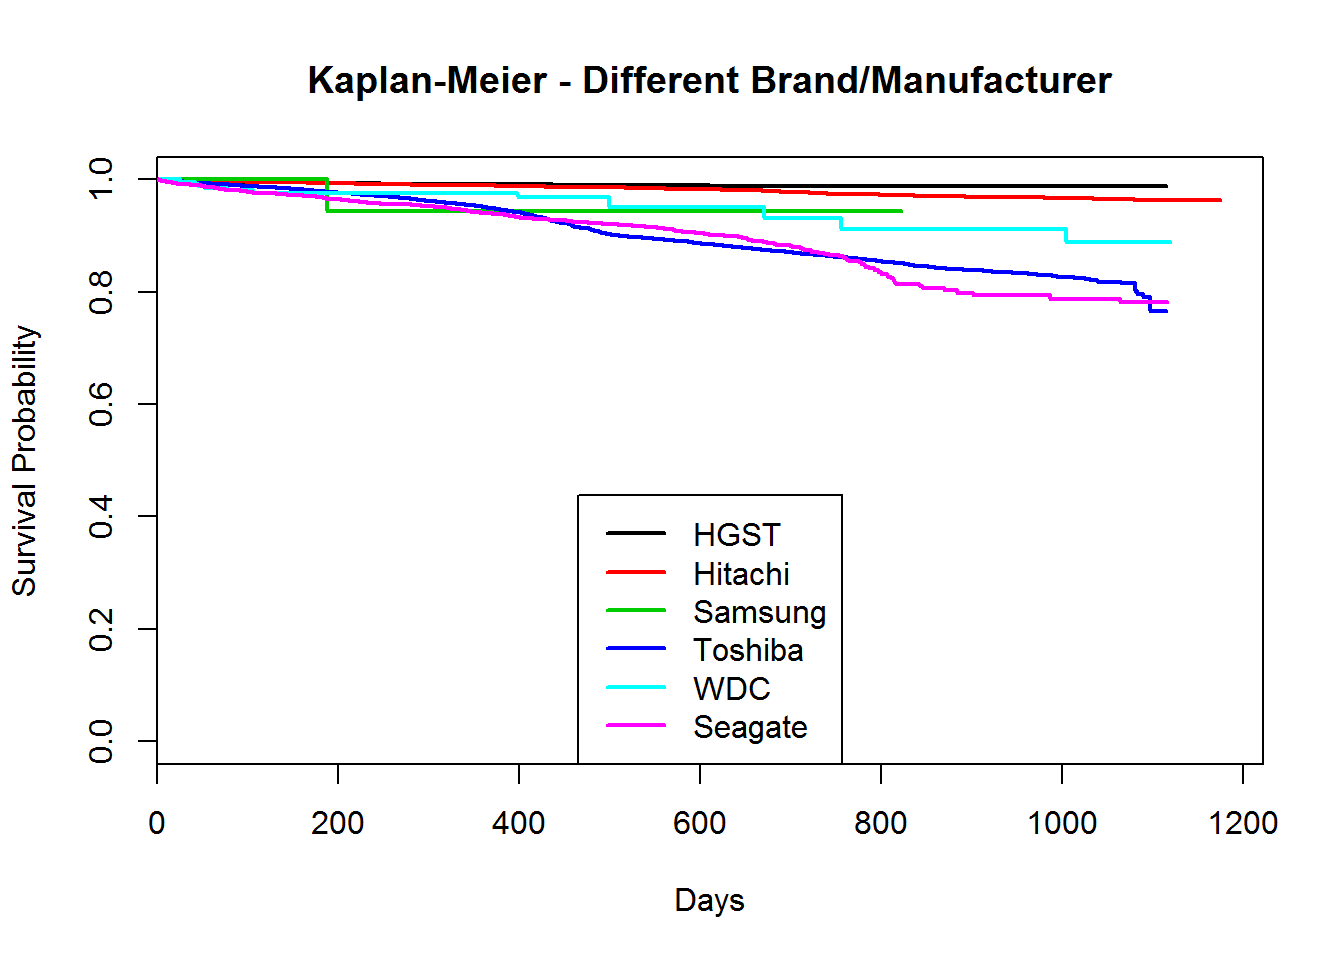 Kaplan-Meier - Different Brand/Manufacturer
Survival Probability
1.0
0.8
0.6
0.4
0.2
0.0
HGST
Hitachi
Samsung
Toshiba
WDC
Seagate
0 200 400 600 800 1000 1200
Days